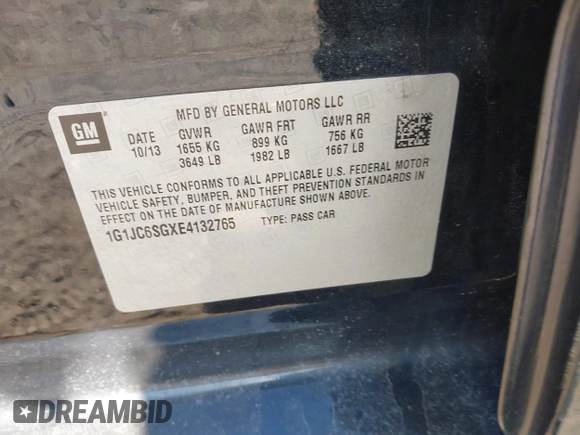 MFD BY GENERAL MOTORS LLC
GM
DATE GVWR GAWR FRT GAWR RR
10/13 1655 KG 899 KG 756 KG
3649 LB 1982 LB 1667 LB
THIS VEHICLE CONFORMS TO ALL APPLICABLE U.S. FEDERAL MOTOR
VEHICLE SAFETY, BUMPER, AND THEFT PREVENTION STANDARDS IN
EFFECT ON THE DATE OF MANUFACTURE SHOWN ABOVE.
1G1JC6SGXE4132765 TYPE: PASS CAR
DREAMBID